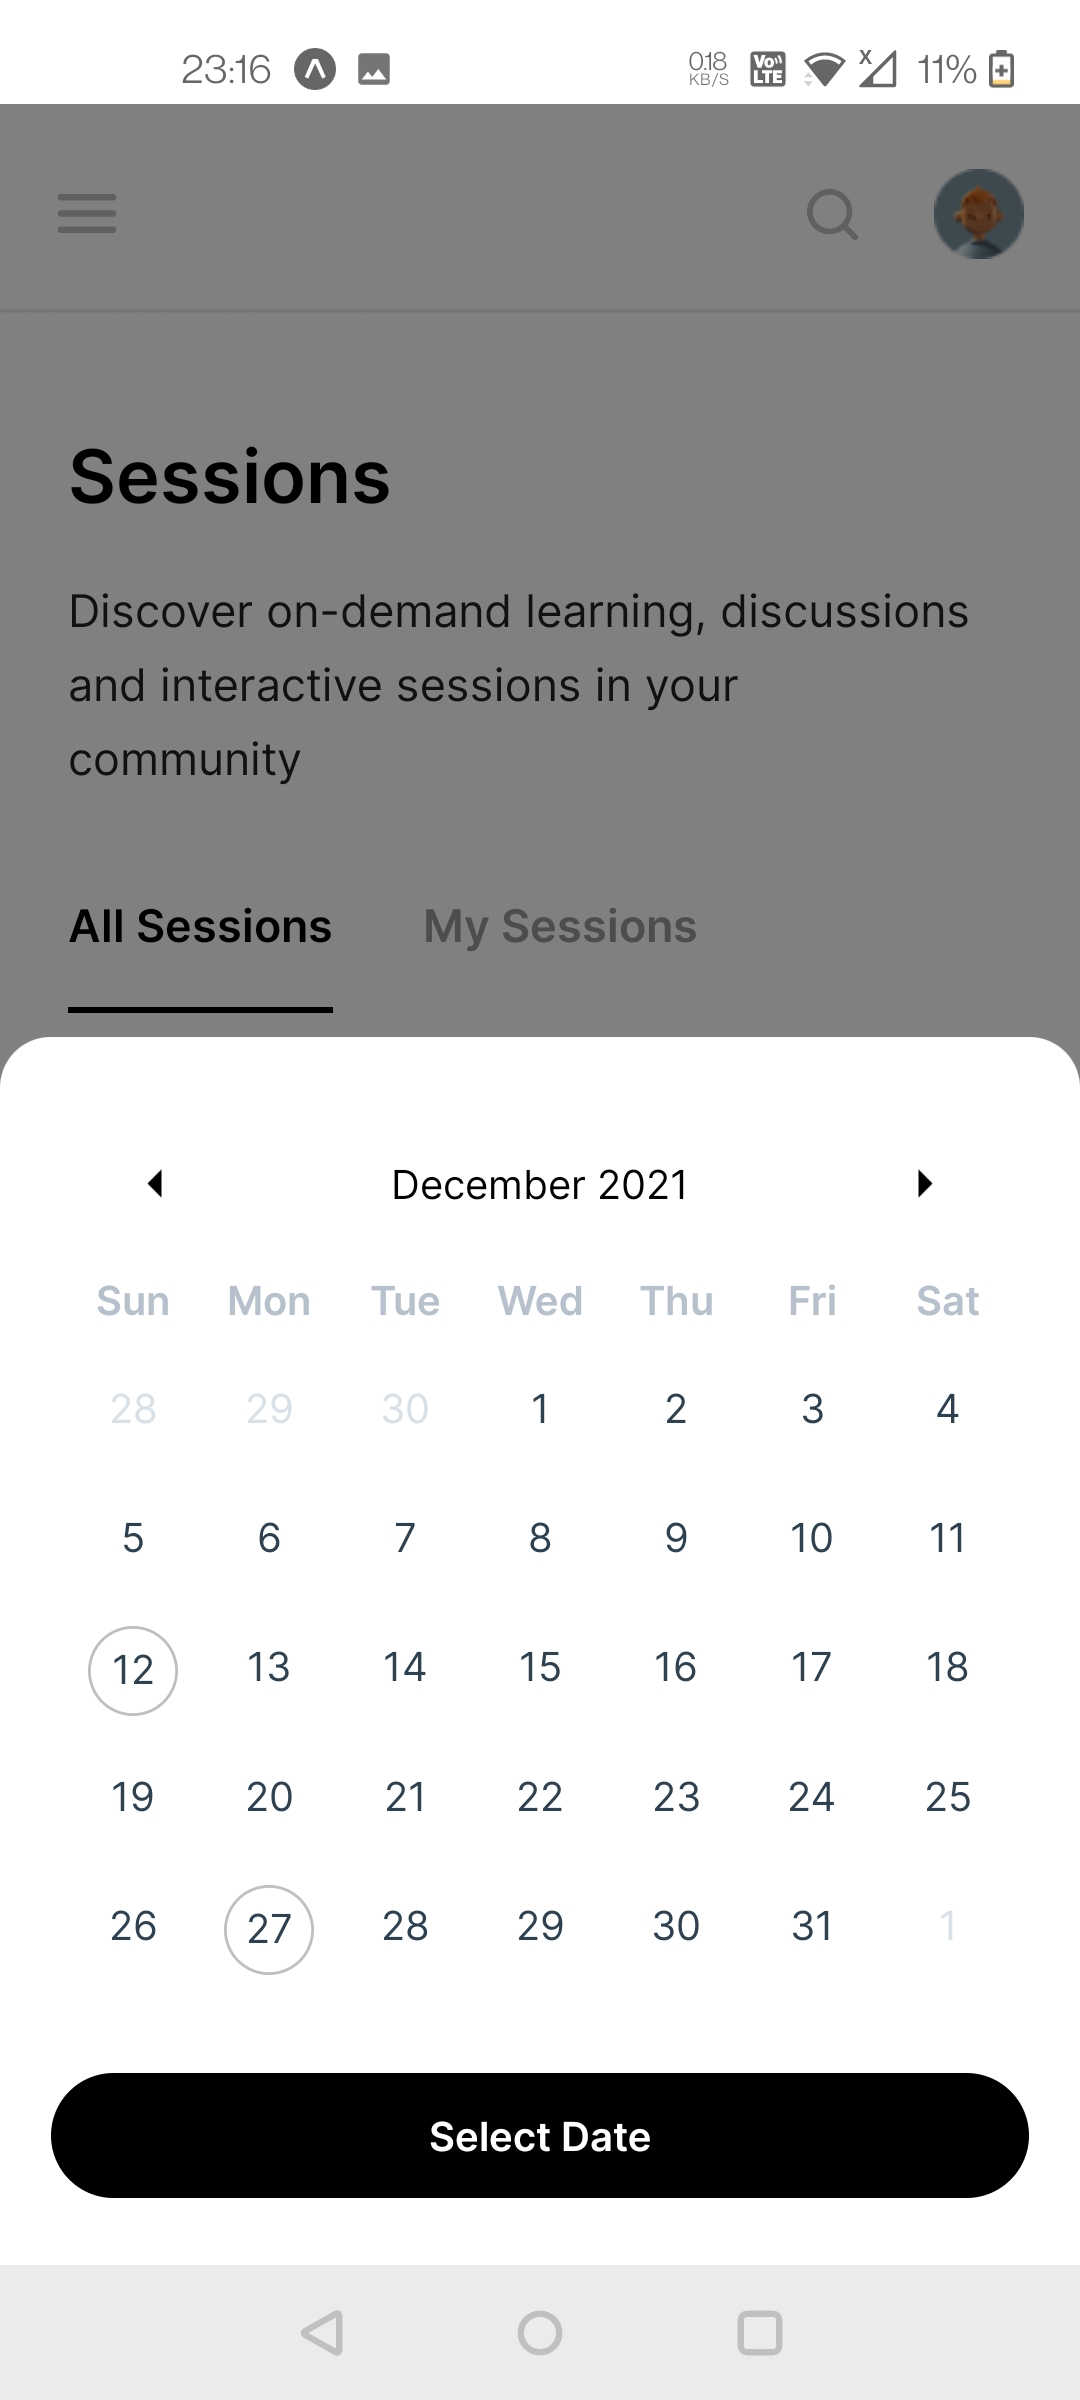 23:16 0.18 KB/S Vo LTE X 11%
Sessions
Discover on-demand learning, discussions
and interactive sessions in your
community
All Sessions My Sessions
December 2021
Sun Mon Tue Wed Thu Fri Sat
28 29 30 1 2 3 4
5 6 7 8 9 10 11
12 13 14 15 16 17 18
19 20 21 22 23 24 25
26 27 28 29 30 31 1
Select Date